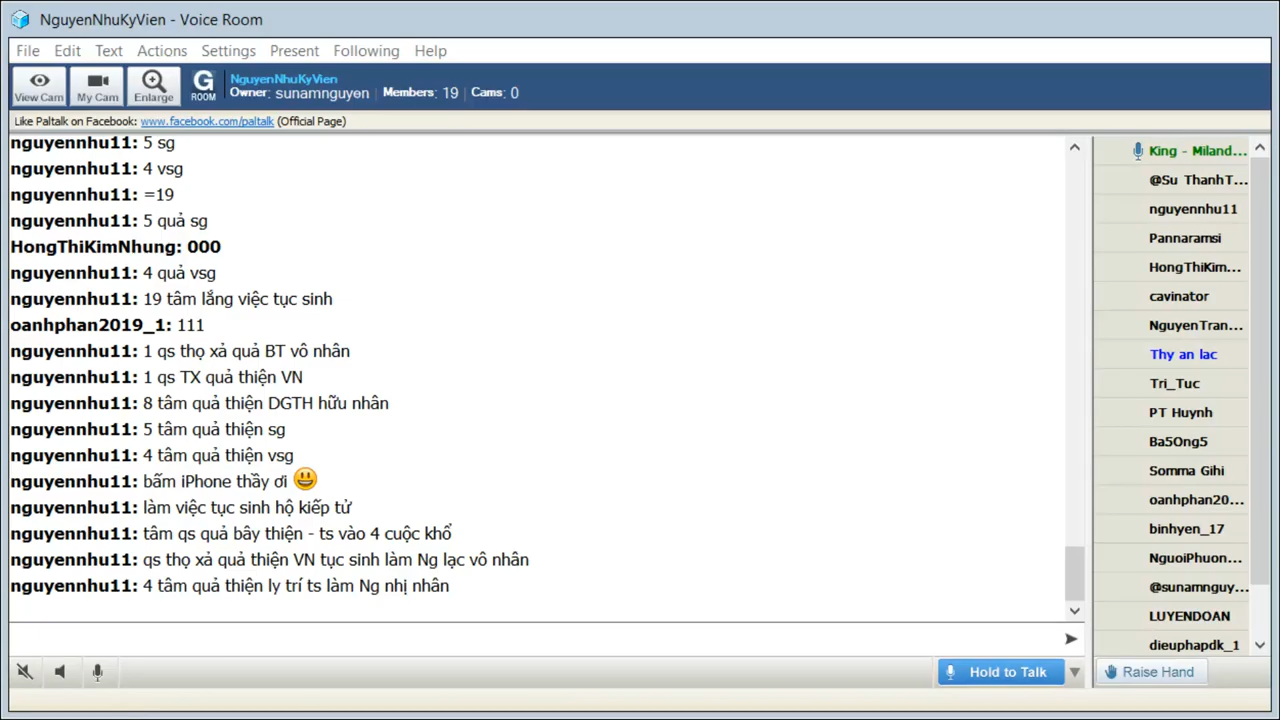 NguyenNhuKyVien - Voice Room
File Edit Text Actions Settings Present Following Help
View Cam
My Cam
Enlarge
G
ROOM
NguyenNhuKyVien
Owner: sunamnguyen | Members: 19 | Cams: 0
Like Paltalk on Facebook: www.facebook.com/paltalk (Official Page)
nguyennhu11: 5 sg
nguyennhu11: 4 vsg
nguyennhu11: =19
nguyennhu11: 5 quả sg
HongThiKimNhung: 000
nguyennhu11: 4 quả vsg
nguyennhu11: 19 tâm lắng việc tục sinh
oanhphan2019_1: 111
nguyennhu11: 1 qs thọ xả quả BT vô nhân
nguyennhu11: 1 qs TX quả thiện VN
nguyennhu11: 8 tâm quả thiện DGTH hữu nhân
nguyennhu11: 5 tâm quả thiện sg
nguyennhu11: 4 tâm quả thiện vsg
nguyennhu11: bấm iPhone thầy ơi 😃
nguyennhu11: làm việc tục sinh hộ kiếp tử
nguyennhu11: tâm qs quả bây thiện - ts vào 4 cuộc khổ
nguyennhu11: qs thọ xả quả thiện VN tục sinh làm Ng lạc vô nhân
nguyennhu11: 4 tâm quả thiện ly trí ts làm Ng nhị nhân
King - Miland...
@Su ThanhT...
nguyennhu11
Pannaramsi
HongThiKim...
cavinator
NguyenTran...
Thy an lac
Tri_Tuc
PT Huynh
Ba5Ong5
Somma Gihi
oanhphan20...
binhyen_17
NguoiPhuon...
@sunamnguy...
LUYENDOAN
dieuphapdk_1
Hold to Talk
Raise Hand